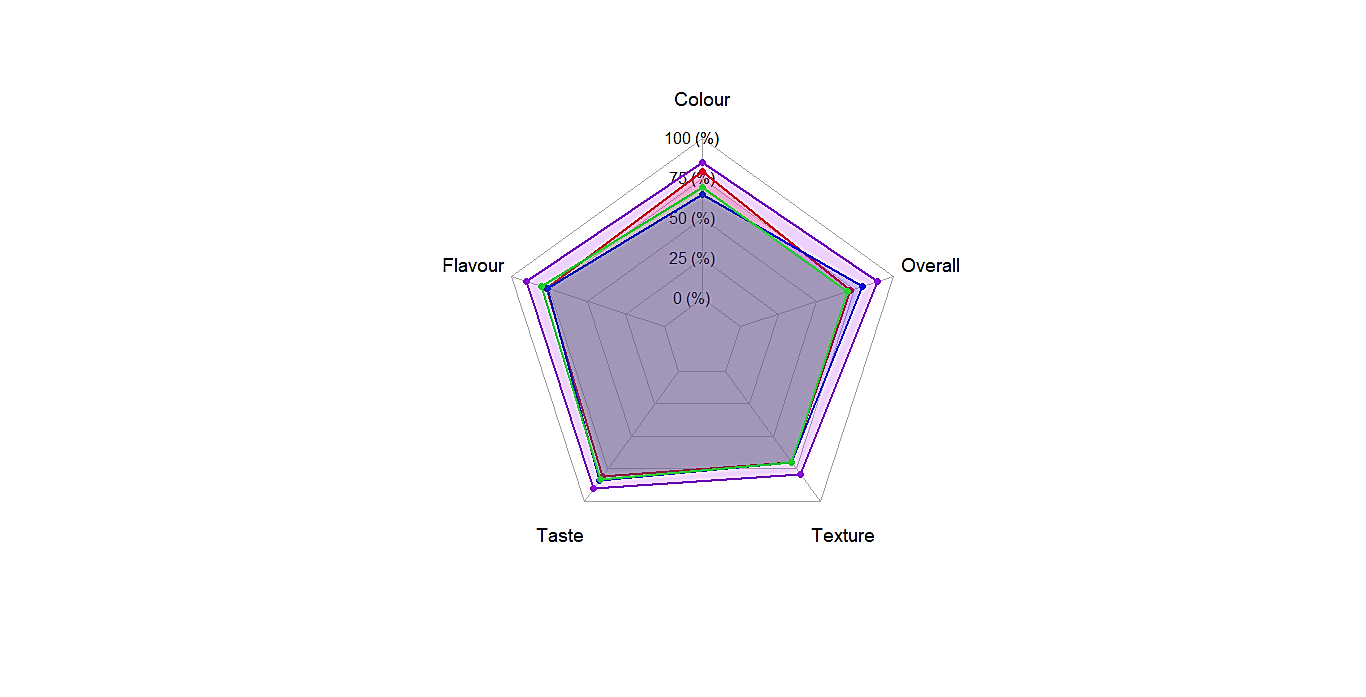 Colour
100 (%)
75 (%)
50 (%)
25 (%)
0 (%)
Flavour
Overall
Taste
Texture